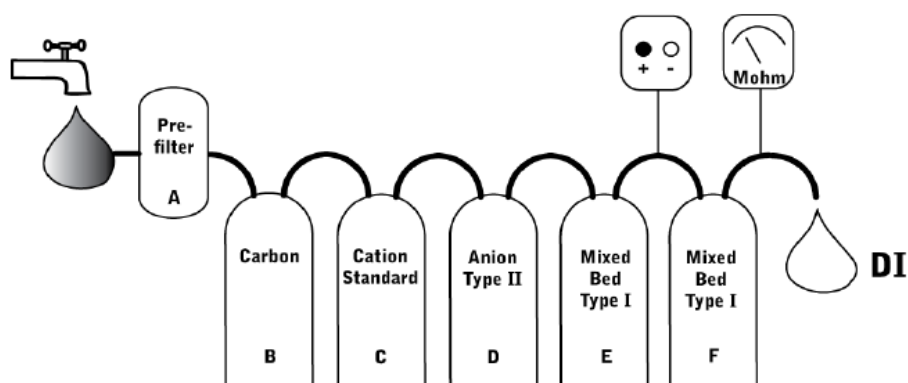 + -
Mohm
Pre-
filter
A
Carbon
B
Cation
Standard
C
Anion
Type II
D
Mixed
Bed
Type I
E
Mixed
Bed
Type I
F
DI